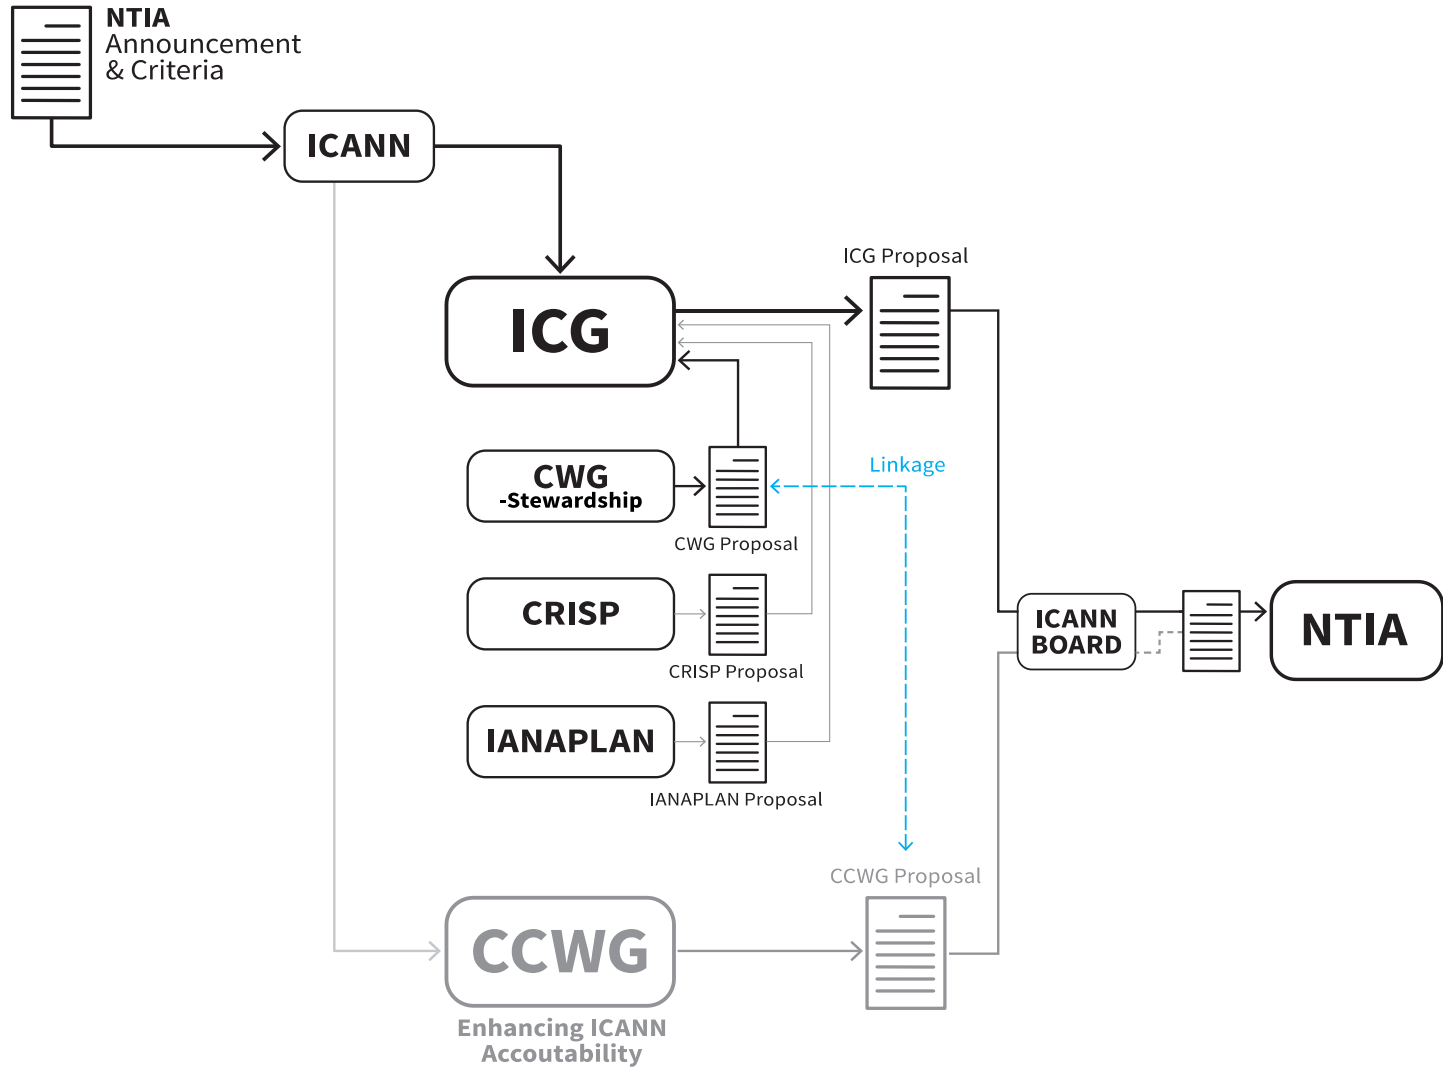 NTIA
Announcement
& Criteria
ICANN
ICG Proposal
ICG
CWG
-Stewardship
Linkage
CWG Proposal
CRISP
CRISP Proposal
ICANN
BOARD
NTIA
IANAPLAN
IANAPLAN Proposal
CCWG Proposal
CCWG
Enhancing ICANN
Accoutability